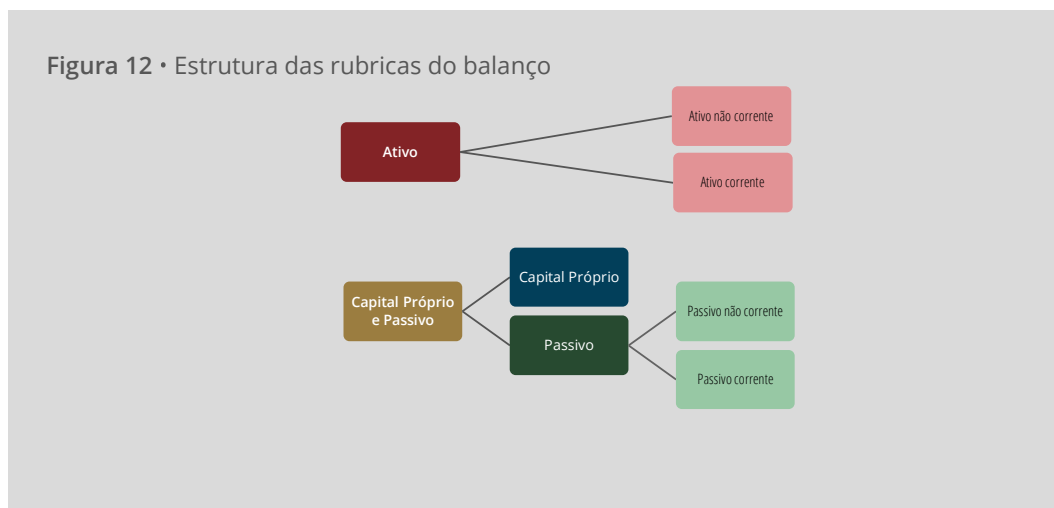 Figura 12 • Estrutura das rubricas do balanço
Ativo
Ativo não corrente
Ativo corrente
Capital Próprio
e Passivo
Capital Próprio
Passivo
Passivo não corrente
Passivo corrente